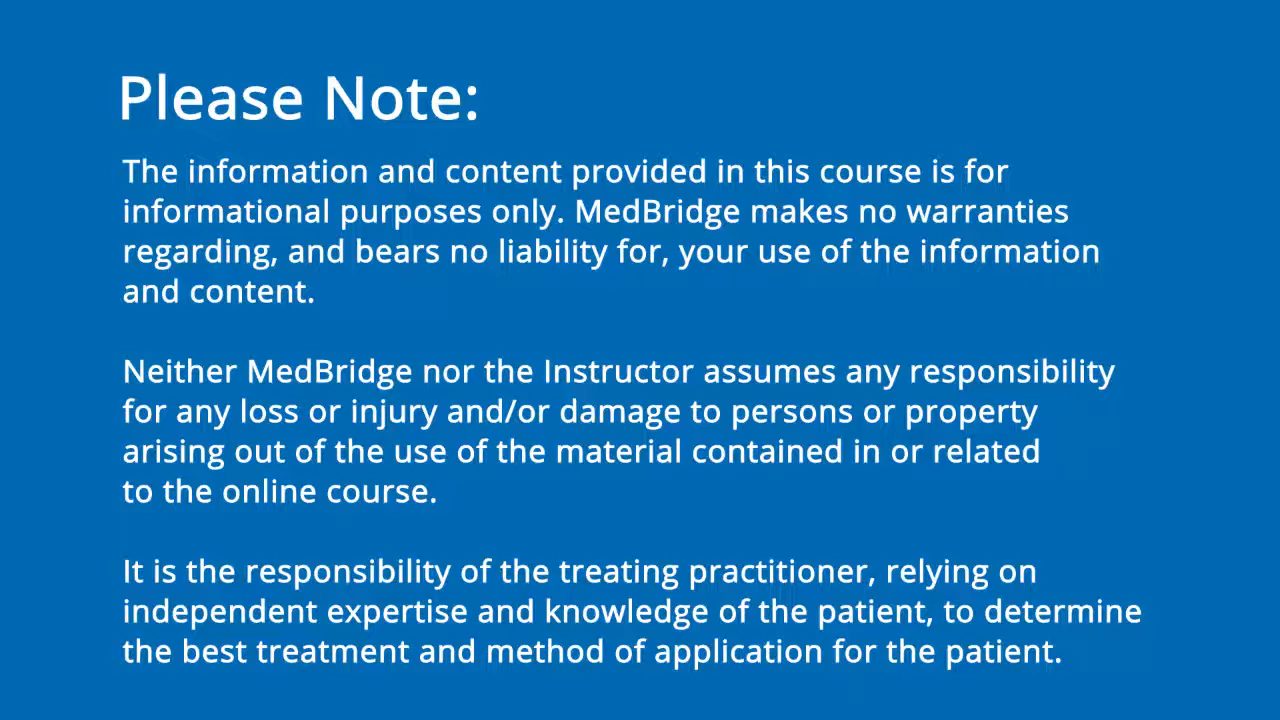 Please Note:
The information and content provided in this course is for
informational purposes only. MedBridge makes no warranties
regarding, and bears no liability for, your use of the information
and content.
Neither MedBridge nor the Instructor assumes any responsibility
for any loss or injury and/or damage to persons or property
arising out of the use of the material contained in or related
to the online course.
It is the responsibility of the treating practitioner, relying on
independent expertise and knowledge of the patient, to determine
the best treatment and method of application for the patient.